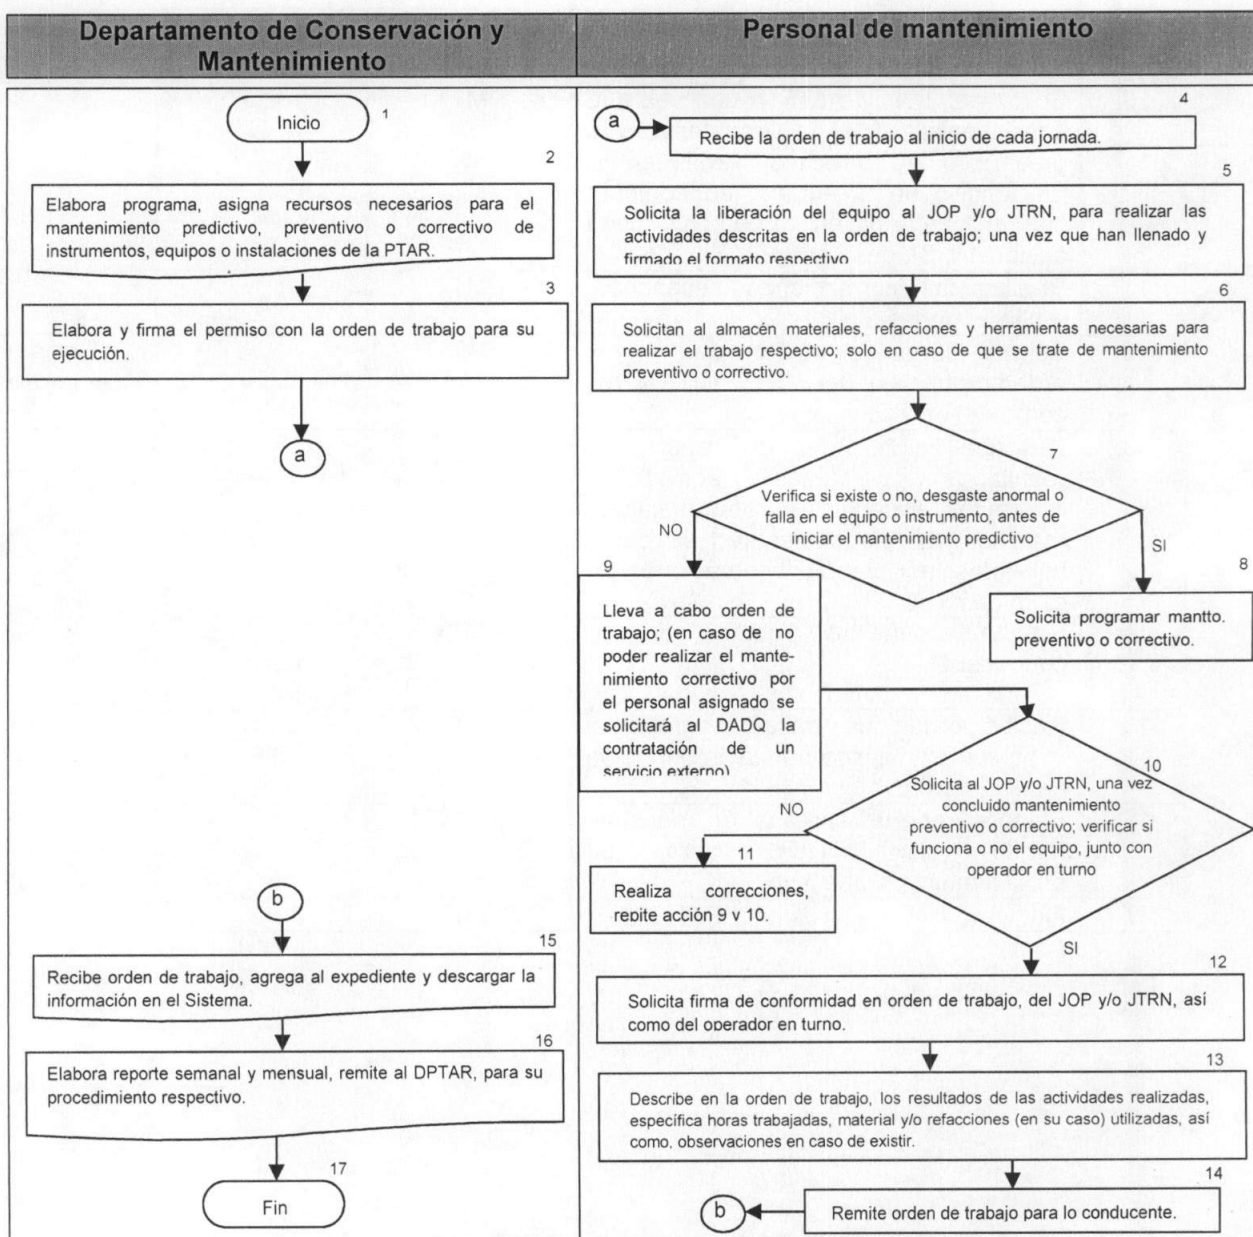 Departamento de Conservación y
Mantenimiento
Personal de mantenimiento
Inicio
1
2
Elabora programa, asigna recursos necesarios para el
mantenimiento predictivo, preventivo o correctivo de
instrumentos, equipos o instalaciones de la PTAR.
3
Elabora y firma el permiso con la orden de trabajo para su
ejecución.
a
a
4
Recibe la orden de trabajo al inicio de cada jornada.
5
Solicita la liberación del equipo al JOP y/o JTRN, para realizar las
actividades descritas en la orden de trabajo; una vez que han llenado y
firmado el formato respectivo
6
Solicitan al almacén materiales, refacciones y herramientas necesarias para
realizar el trabajo respectivo; solo en caso de que se trate de mantenimiento
preventivo o correctivo.
7
Verifica si existe o no, desgaste anormal o
falla en el equipo o instrumento, antes de
iniciar el mantenimiento predictivo
NO
SI
8
Solicita programar mantto.
preventivo o correctivo.
9
Lleva a cabo orden de
trabajo; (en caso de no
poder realizar el mante-
nimiento correctivo por
el personal asignado se
solicitará al DADQ la
contratación de un
servicio externo)
10
Solicita al JOP y/o JTRN, una vez
concluido mantenimiento
preventivo o correctivo; verificar si
funciona o no el equipo, junto con
operador en turno
NO
SI
11
Realiza correcciones,
repite acción 9 y 10.
12
Solicita firma de conformidad en orden de trabajo, del JOP y/o JTRN, así
como del operador en turno.
13
Describe en la orden de trabajo, los resultados de las actividades realizadas,
específica horas trabajadas, material y/o refacciones (en su caso) utilizadas, así
como, observaciones en caso de existir.
14
Remite orden de trabajo para lo conducente.
b
b
15
Recibe orden de trabajo, agrega al expediente y descargar la
información en el Sistema.
16
Elabora reporte semanal y mensual, remite al DPTAR, para su
procedimiento respectivo.
17
Fin